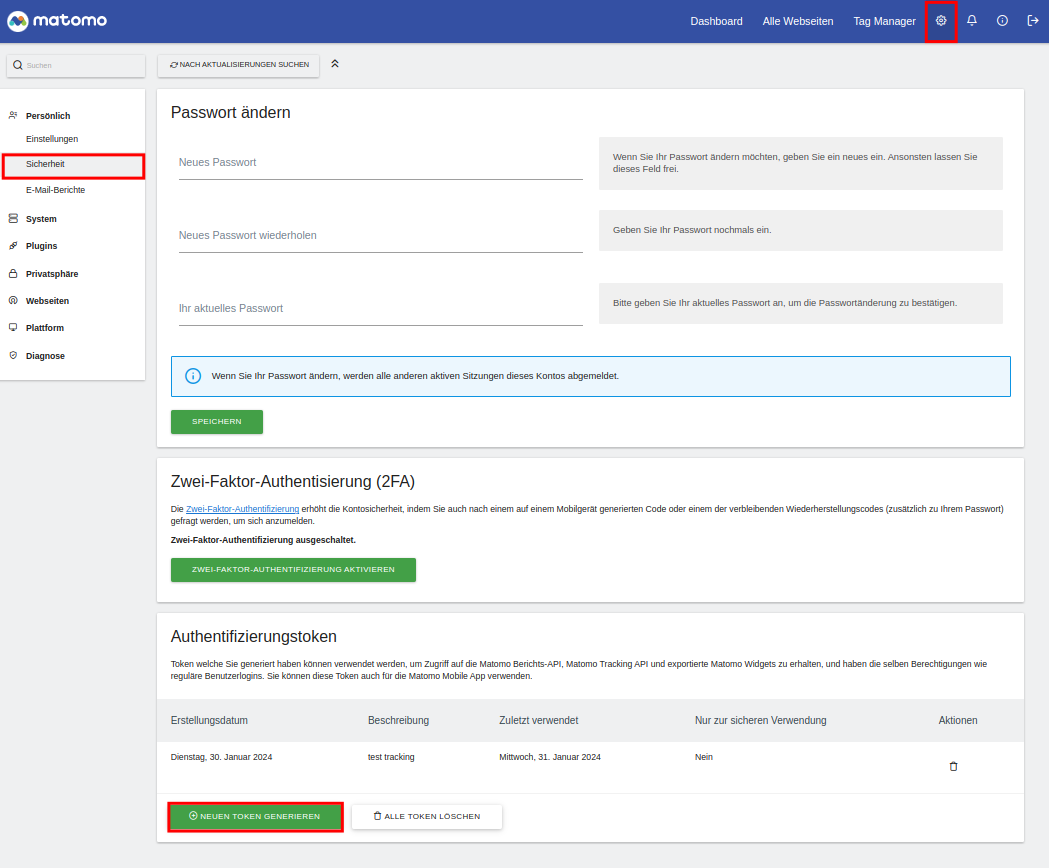 matomo
Dashboard Alle Webseiten Tag Manager
Suchen
NACH AKTUALISIERUNGEN SUCHEN
Persönlich
Einstellungen
Sicherheit
E-Mail-Berichte
System
Plugins
Privatsphäre
Webseiten
Plattform
Diagnose
Passwort ändern
Neues Passwort
Wenn Sie Ihr Passwort ändern möchten, geben Sie ein neues ein. Ansonsten lassen Sie
dieses Feld frei.
Neues Passwort wiederholen
Geben Sie Ihr Passwort nochmals ein.
Ihr aktuelles Passwort
Bitte geben Sie Ihr aktuelles Passwort an, um die Passwortänderung zu bestätigen.
Wenn Sie Ihr Passwort ändern, werden alle anderen aktiven Sitzungen dieses Kontos abgemeldet.
SPEICHERN
Zwei-Faktor-Authentisierung (2FA)
Die Zwei-Faktor-Authentifizierung erhöht die Kontosicherheit, indem Sie auch nach einem auf einem Mobilgerät generierten Code oder einem der verbleibenden Wiederherstellungscodes (zusätzlich zu Ihrem Passwort)
gefragt werden, um sich anzumelden.
Zwei-Faktor-Authentifizierung ausgeschaltet.
ZWEI-FAKTOR-AUTHENTIFIZIERUNG AKTIVIEREN
Authentifizierungstoken
Token welche Sie generiert haben können verwendet werden, um Zugriff auf die Matomo Berichts-API, Matomo Tracking API und exportierte Matomo Widgets zu erhalten, und haben die selben Berechtigungen wie
reguläre Benutzerlogins. Sie können diese Token auch für die Matomo Mobile App verwenden.
Erstellungsdatum Beschreibung Zuletzt verwendet Nur zur sicheren Verwendung Aktionen
Dienstag, 30. Januar 2024 test tracking Mittwoch, 31. Januar 2024 Nein
NEUEN TOKEN GENERIEREN ALLE TOKEN LÖSCHEN